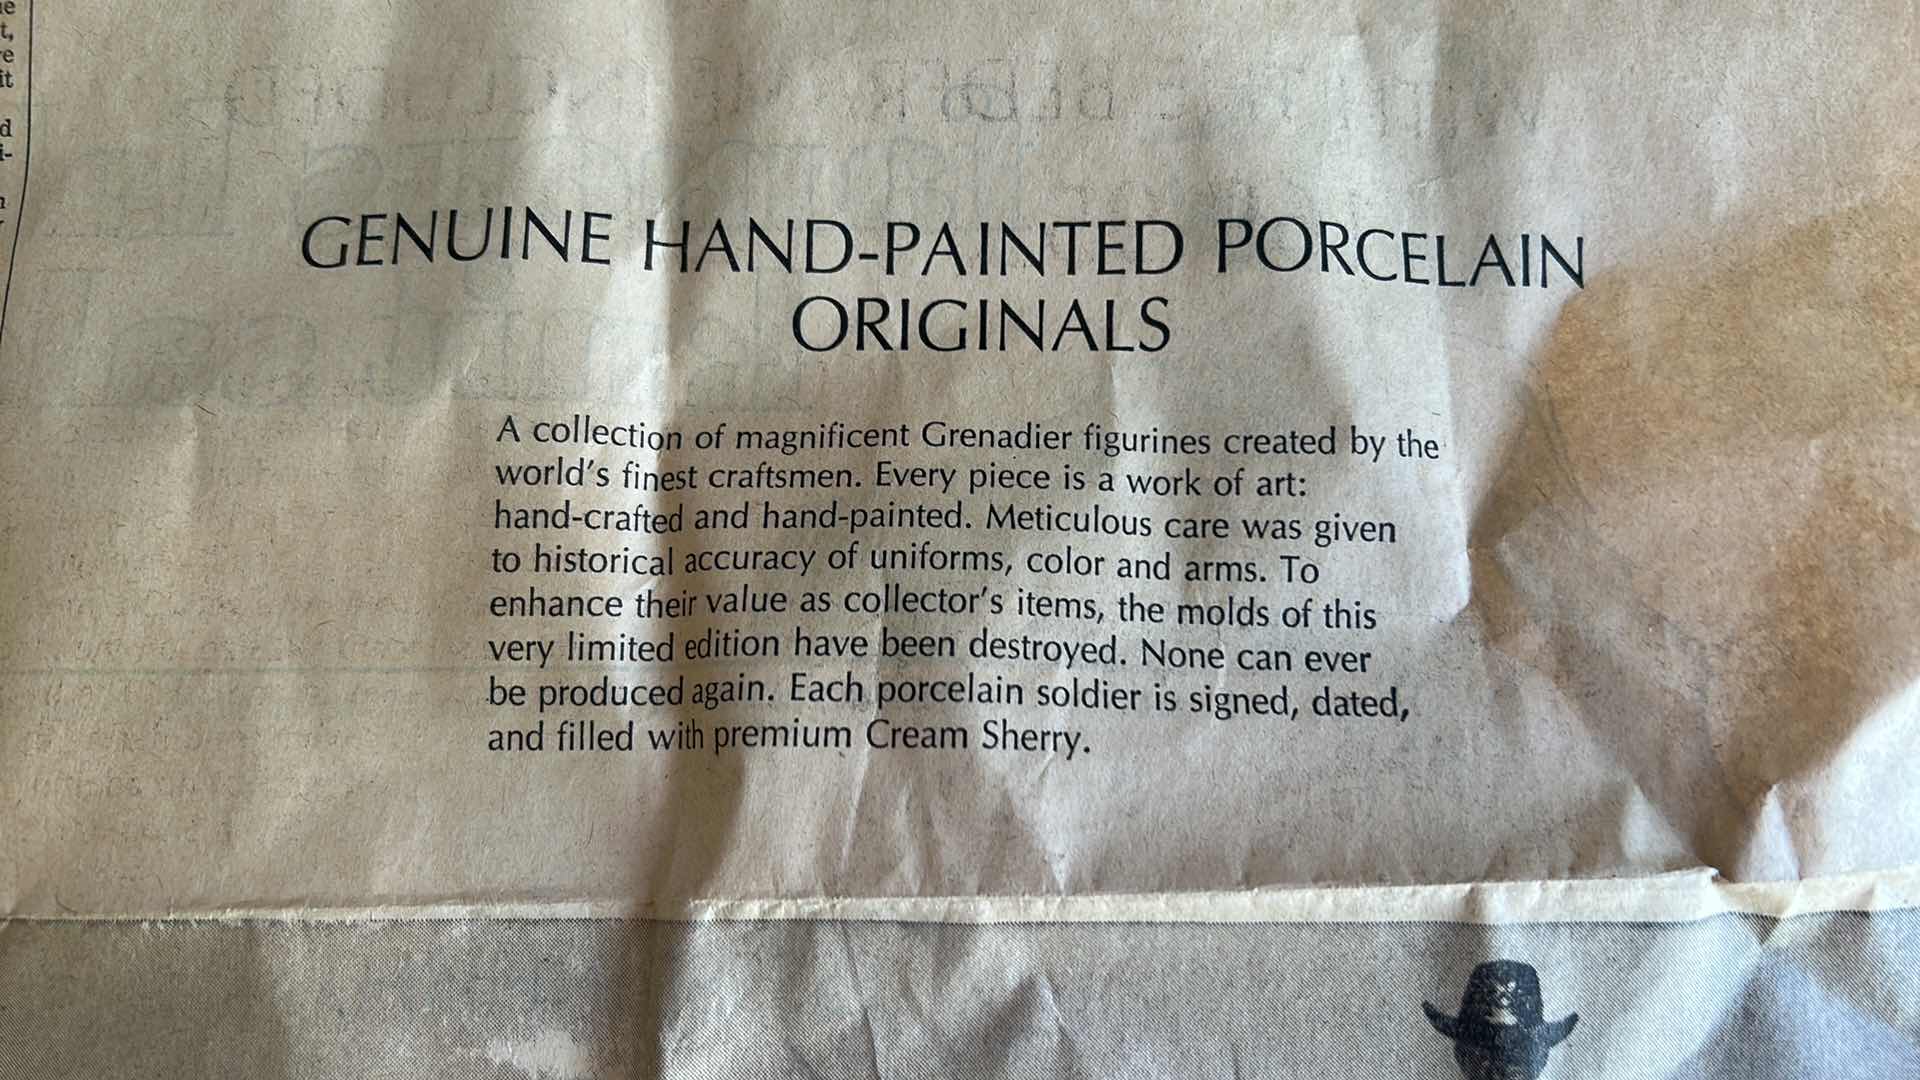 GENUINE HAND-PAINTED PORCELAIN
ORIGINALS
A collection of magnificent Grenadier figurines created by the
world's finest craftsmen. Every piece is a work of art:
hand-crafted and hand-painted. Meticulous care was given
to historical accuracy of uniforms, color and arms. To
enhance their value as collector's items, the molds of this
very limited edition have been destroyed. None can ever
be produced again. Each porcelain soldier is signed, dated,
and filled with premium Cream Sherry.